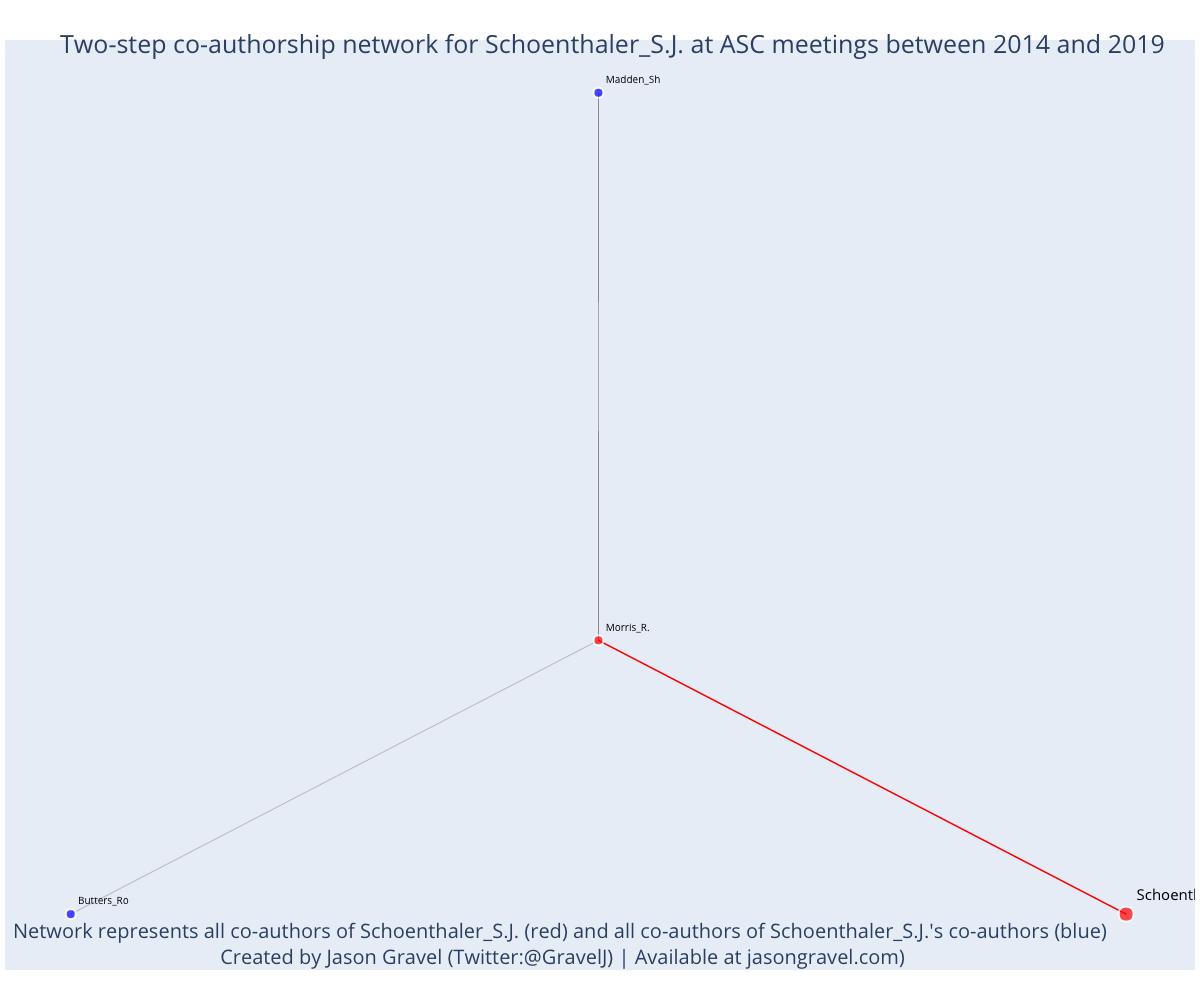 Two-step co-authorship network for Schoenthaler_S.J. at ASC meetings between 2014 and 2019
Madden_Sh
Morris_R.
Schoent
Butters_Ro
Network represents all co-authors of Schoenthaler_S.J. (red) and all co-authors of Schoenthaler_S.J.'s co-authors (blue)
Created by Jason Gravel (Twitter:@GravelJ) | Available at jasongravel.com)